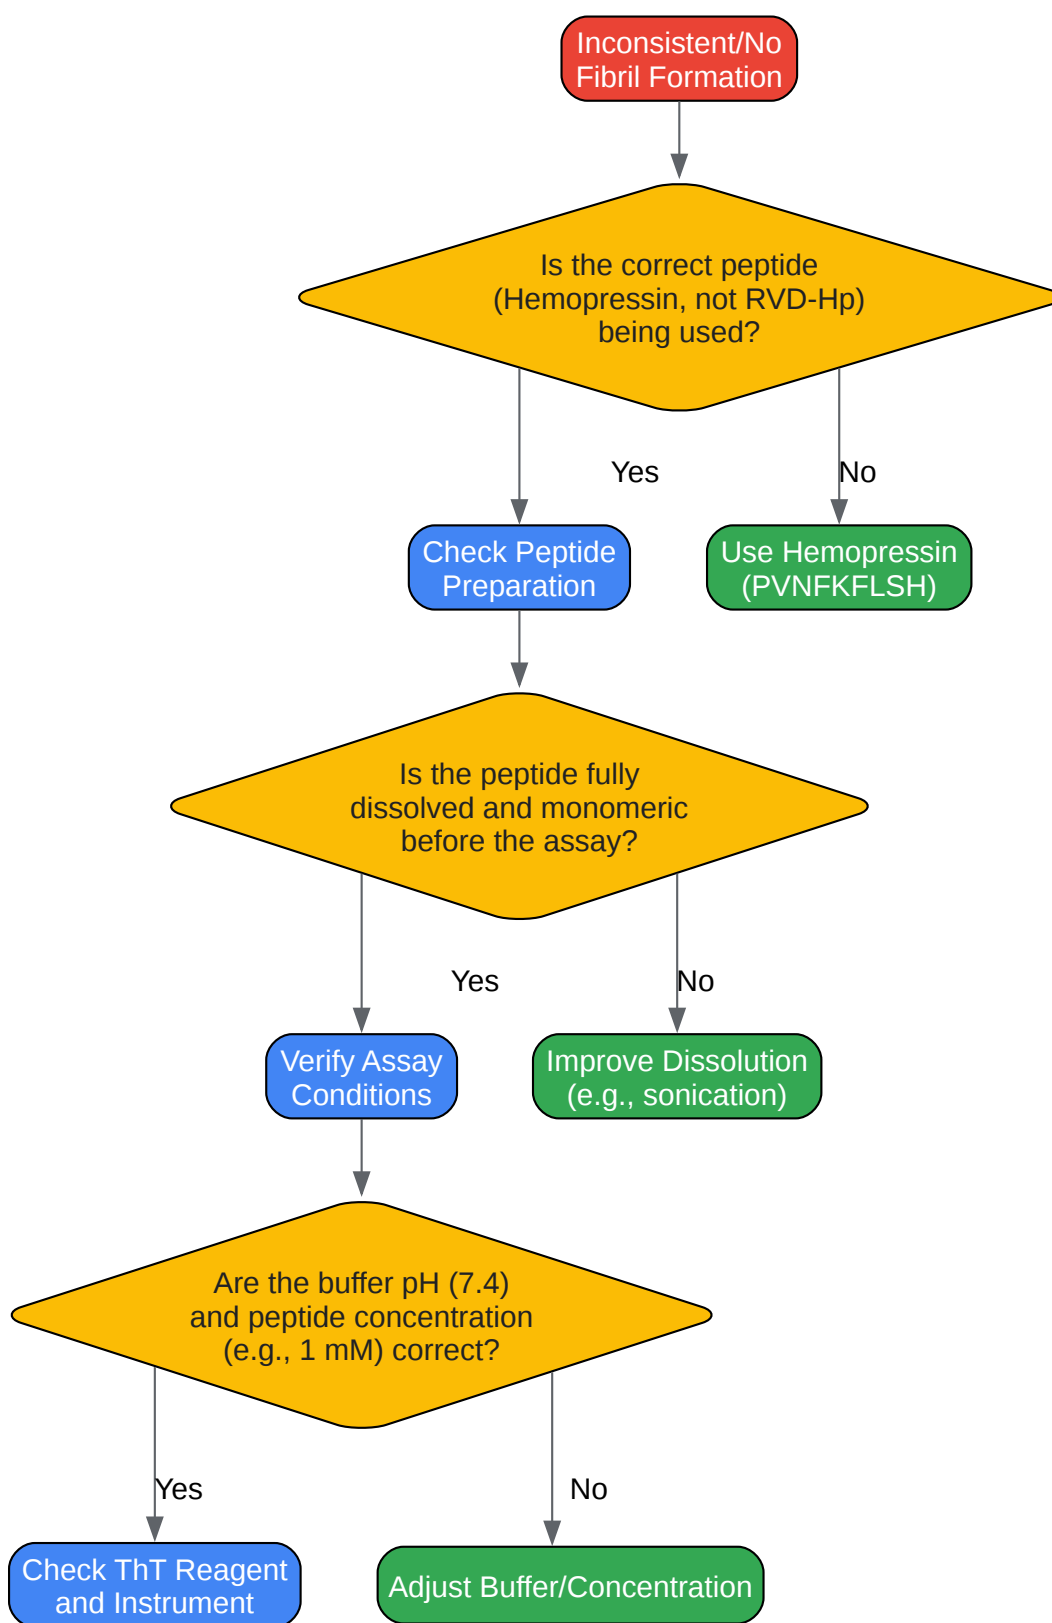 Inconsistent/No
Fibril Formation
Is the correct peptide
(Hemopressin, not RVD-Hp)
being used?
Yes
No
Check Peptide
Preparation
Use Hemopressin
(PVNFKFLSH)
Is the peptide fully
dissolved and monomeric
before the assay?
Yes
No
Verify Assay
Conditions
Improve Dissolution
(e.g., sonication)
Are the buffer pH (7.4)
and peptide concentration
(e.g., 1 mM) correct?
Yes
No
Check ThT Reagent
and Instrument
Adjust Buffer/Concentration